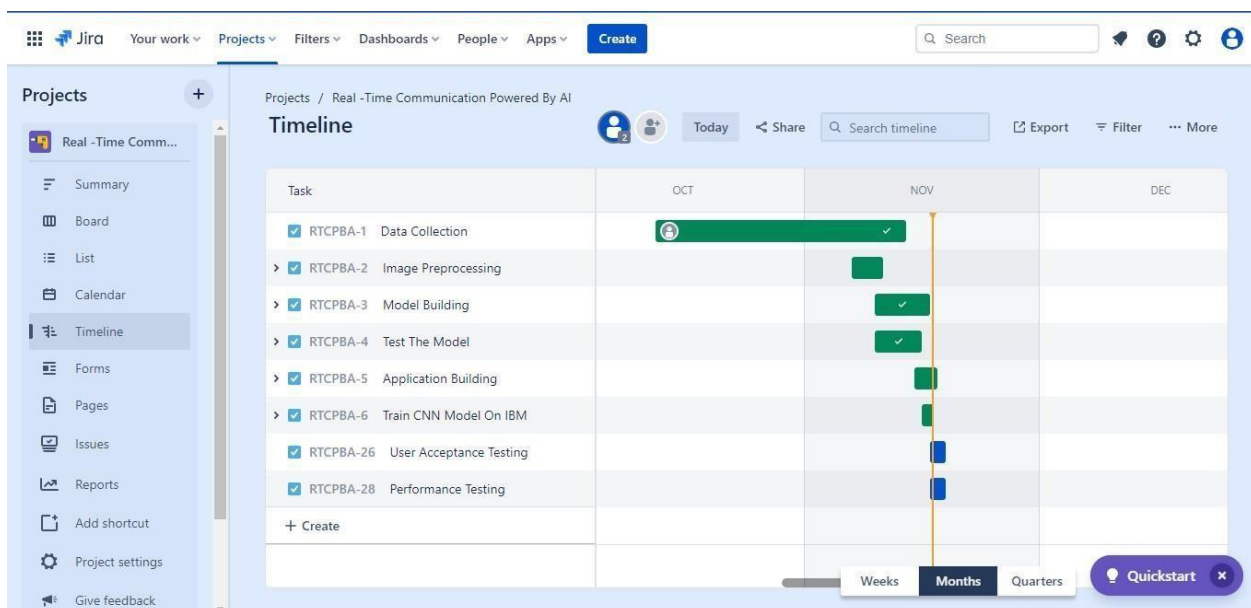 Jira Your work Projects Filters Dashboards People Apps Create Search
Projects
Real -Time Comm...
Summary
Board
List
Calendar
Timeline
Forms
Pages
Issues
Reports
Add shortcut
Project settings
Give feedback
Projects / Real -Time Communication Powered By AI
Timeline
2
Today Share Search timeline Export Filter More
Task OCT NOV DEC
RTCPBA-1 Data Collection
RTCPBA-2 Image Preprocessing
RTCPBA-3 Model Building
RTCPBA-4 Test The Model
RTCPBA-5 Application Building
RTCPBA-6 Train CNN Model On IBM
RTCPBA-26 User Acceptance Testing
RTCPBA-28 Performance Testing
+ Create
Weeks Months Quarters
Quickstart